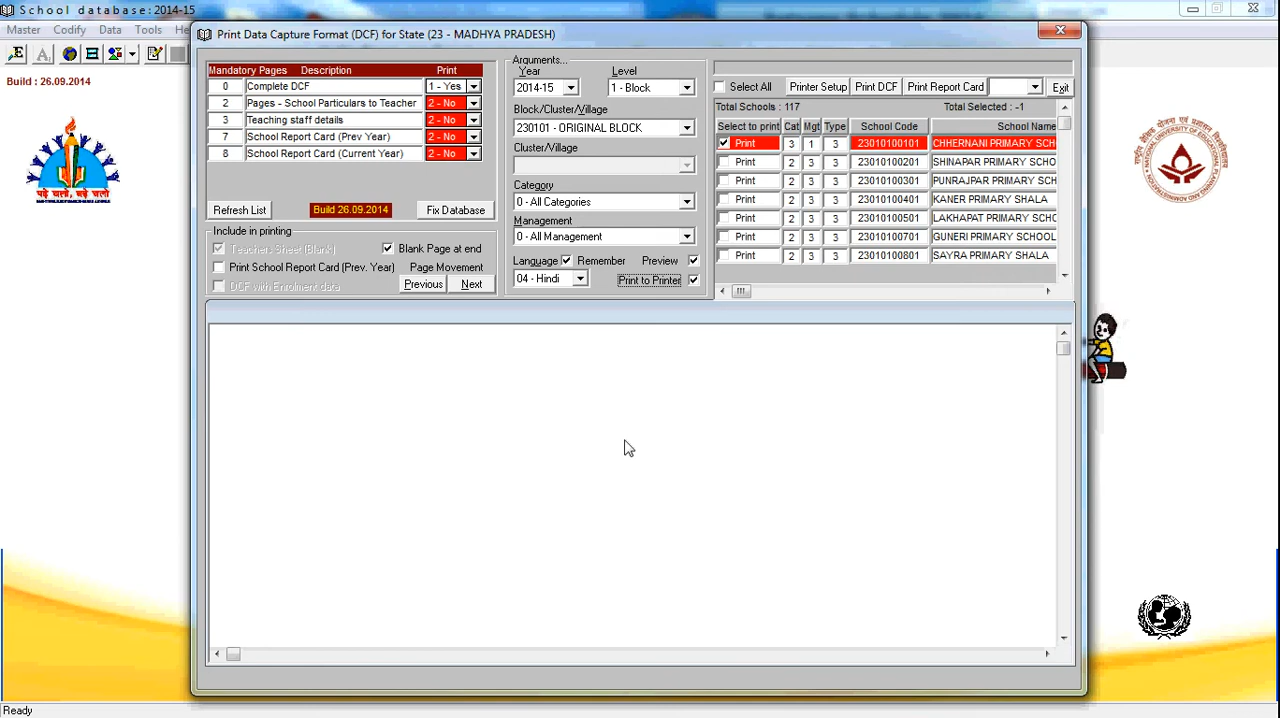 School database:2014-15
Master Codify Data Tools He
Build : 26.09.2014
Print Data Capture Format (DCF) for State (23 - MADHYA PRADESH)
Mandatory Pages Description Print
0 Complete DCF 1 - Yes
2 Pages - School Particulars to Teacher 2 - No
3 Teaching staff details 2 - No
7 School Report Card (Prev Year) 2 - No
8 School Report Card (Current Year) 2 - No
Refresh List Build 26.09.2014 Fix Database
Include in printing
Teachers Sheet (Blank) Blank Page at end
Print School Report Card (Prev. Year) Page Movement
DCF with Enrolment data Previous Next
Arguments...
Year Level
2014-15 1 - Block
Block/Cluster/Village
230101 - ORIGINAL BLOCK
Cluster/Village
Category
0 - All Categories
Management
0 - All Management
Language Remember Preview
04 - Hindi Print to Printer
Select All Printer Setup Print DCF Print Report Card Exit
Total Schools : 117 Total Selected : -1
Select to print Cat Mgt Type School Code School Name
Print 3 1 3 23010100101 CHHERNANI PRIMARY SCH
Print 2 3 3 23010100201 SHINAPAR PRIMARY SCHO
Print 2 3 3 23010100301 PUNRAJPAR PRIMARY SCH
Print 2 3 3 23010100401 KANER PRIMARY SHALA
Print 2 3 3 23010100501 LAKHAPAT PRIMARY SCHO
Print 2 3 3 23010100701 GUNERI PRIMARY SCHOOL
Print 2 3 3 23010100801 SAYRA PRIMARY SHALA
पढ़े चलो, बढ़े चलो
Ready